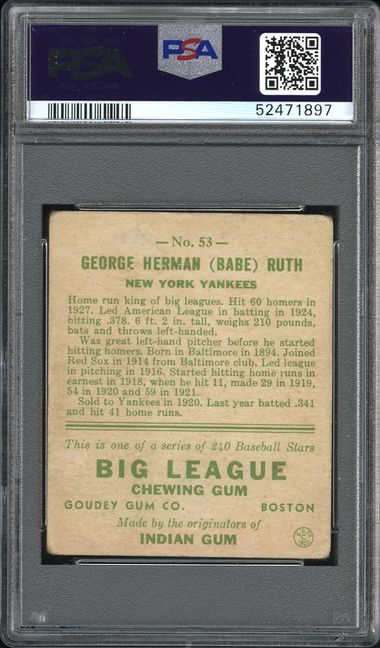 PSA
PSA
52471897
— No. 53 —
GEORGE HERMAN (BABE) RUTH
NEW YORK YANKEES
Home run king of big leagues. Hit 60 homers in
1927. Led American League in batting in 1924,
hitting .378. 6 ft. 2 in. tall, weighs 210 pounds,
bats and throws left-handed.
Was great left-hand pitcher before he started
hitting homers. Born in Baltimore in 1894. Joined
Red Sox in 1914 from Baltimore club. Led league
in pitching in 1916. Started hitting home runs in
earnest in 1918, when he hit 11, made 29 in 1919,
54 in 1920 and 59 in 1921.
Sold to Yankees in 1920. Last year batted .341
and hit 41 home runs.
This is one of a series of 240 Baseball Stars
BIG LEAGUE
CHEWING GUM
GOUDEY GUM CO. BOSTON
Made by the originators of
INDIAN GUM